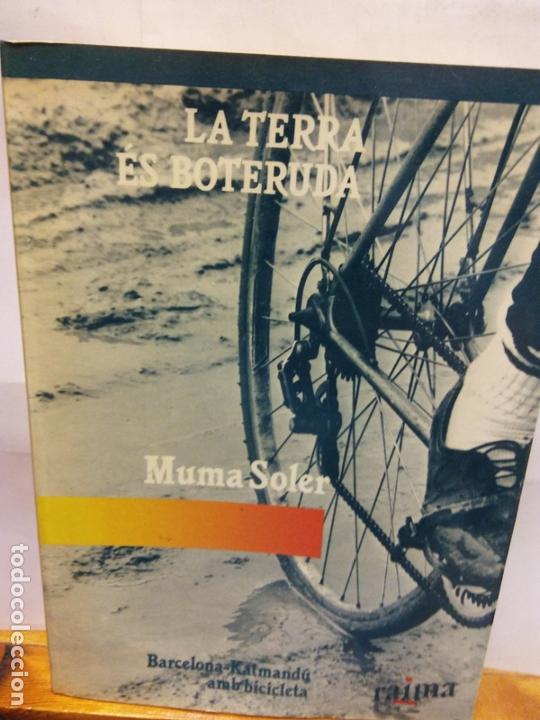 LA TERRA
ÉS BOTERUDA
Muma Soler
Barcelona-Katmandú
amb bicicleta
raima
todocoleccion